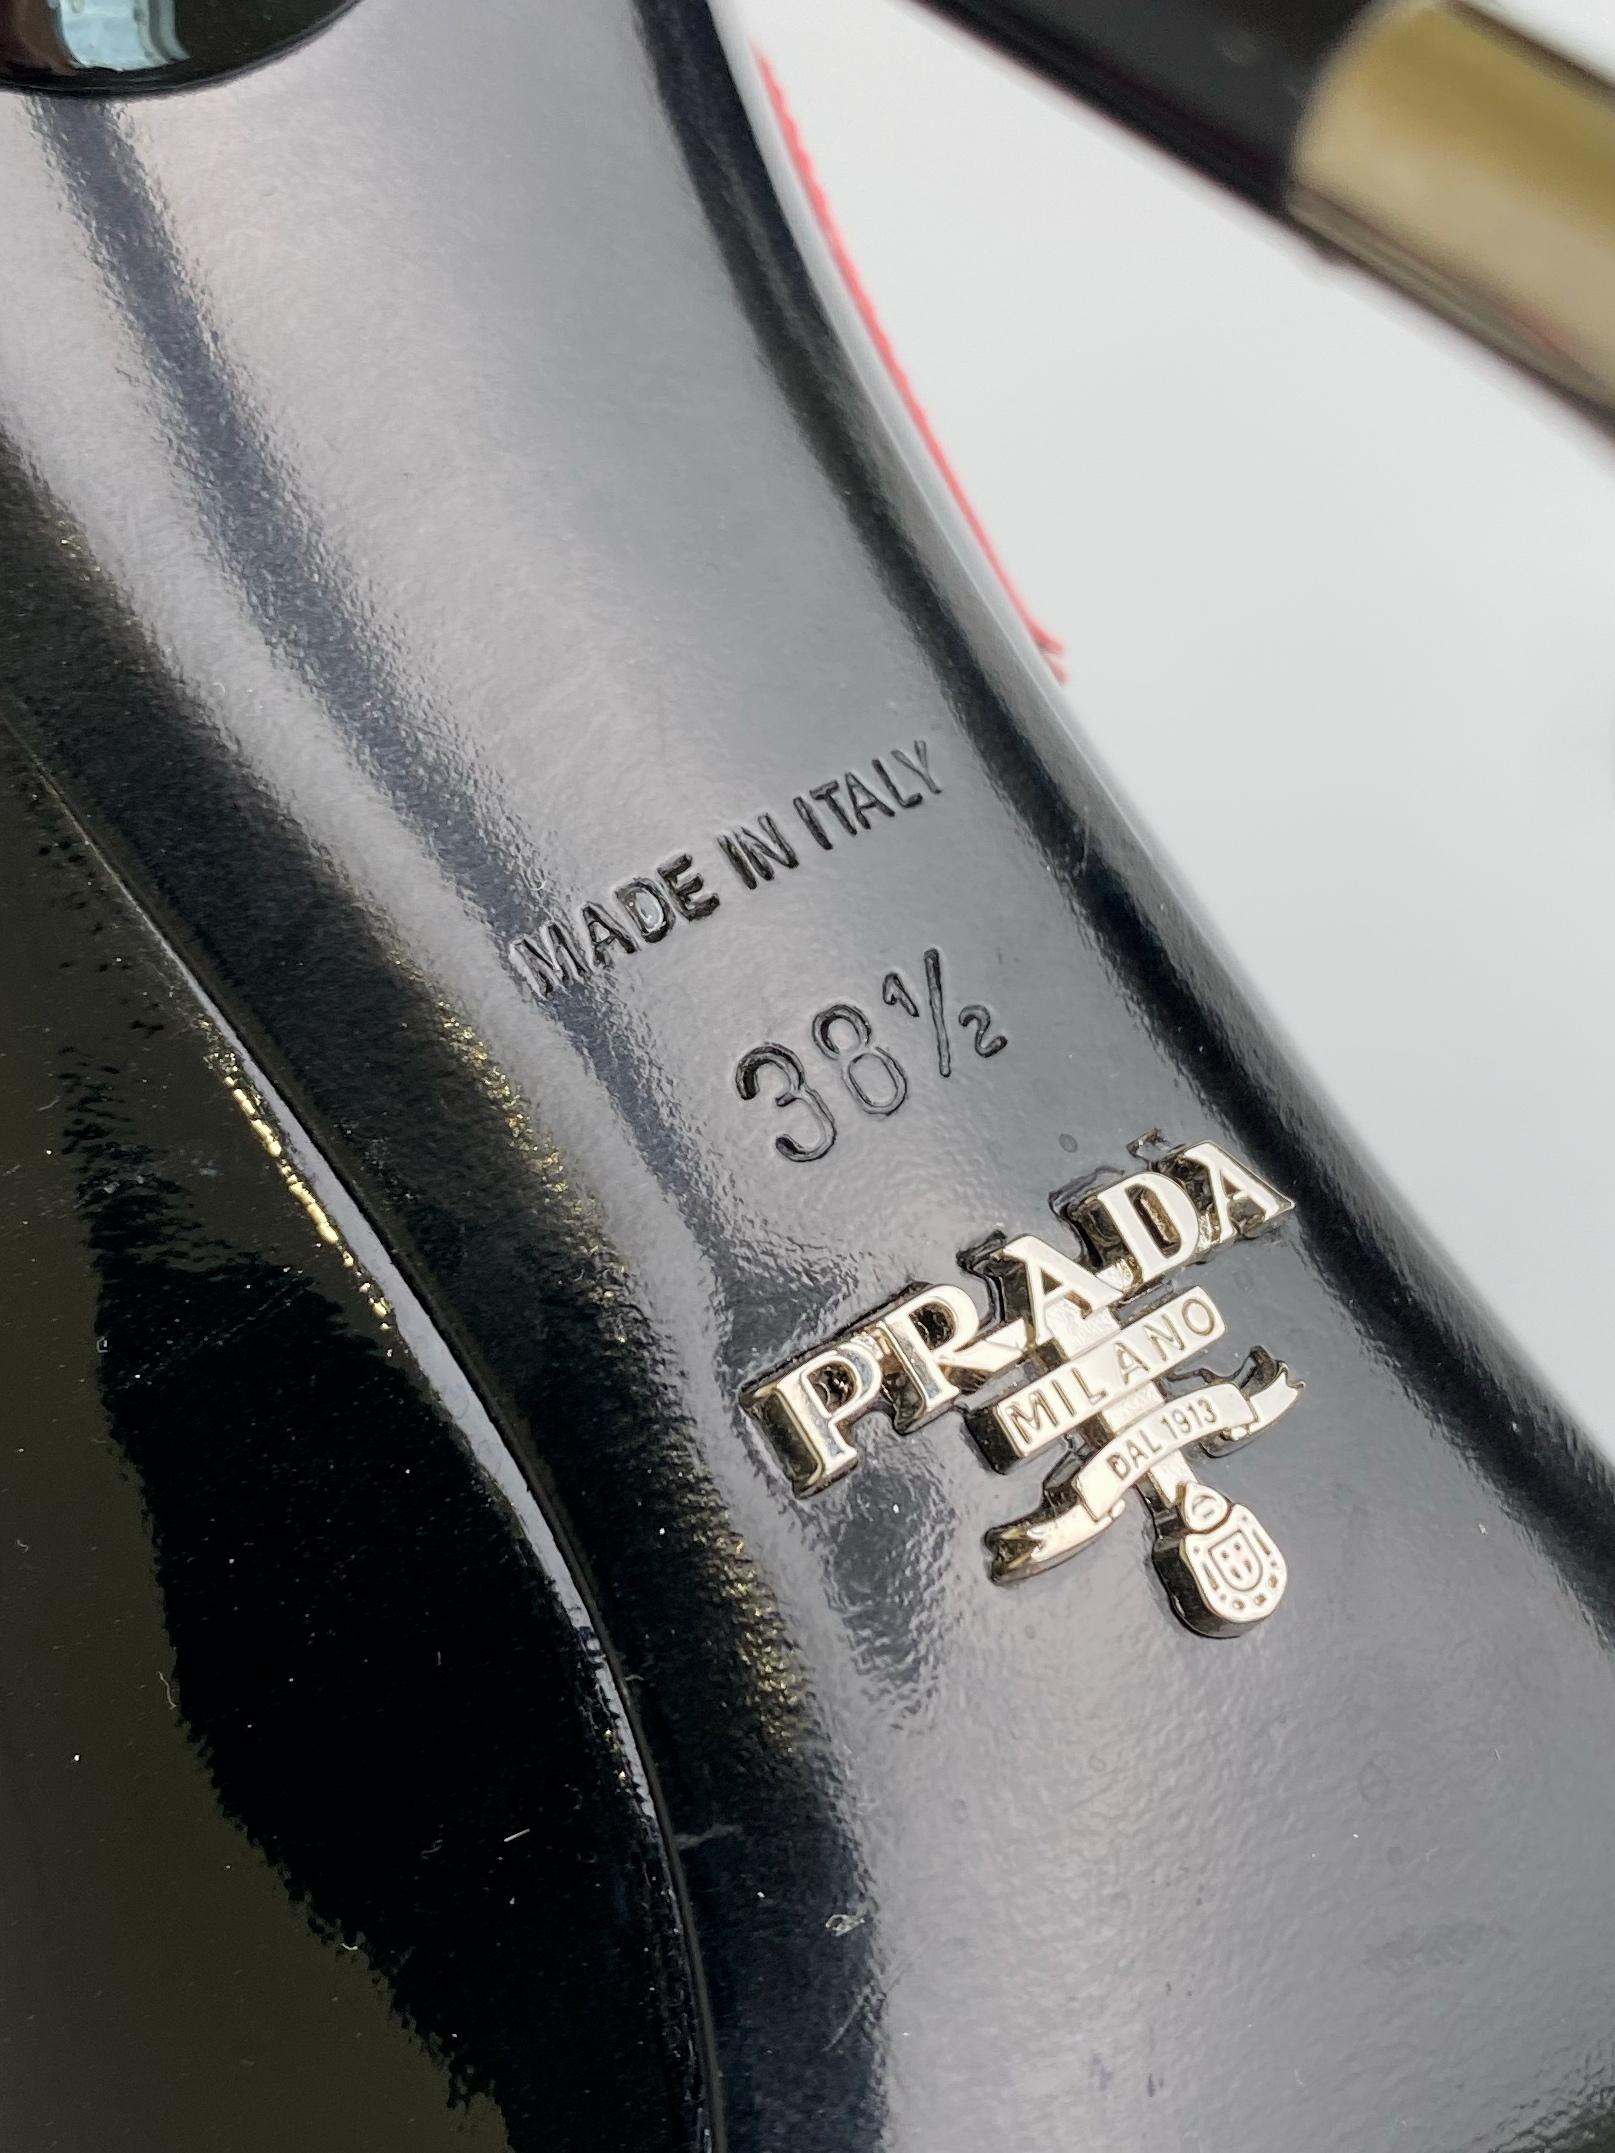 MADE IN ITALY
38½
PRADA
MILANO
DAL 1913